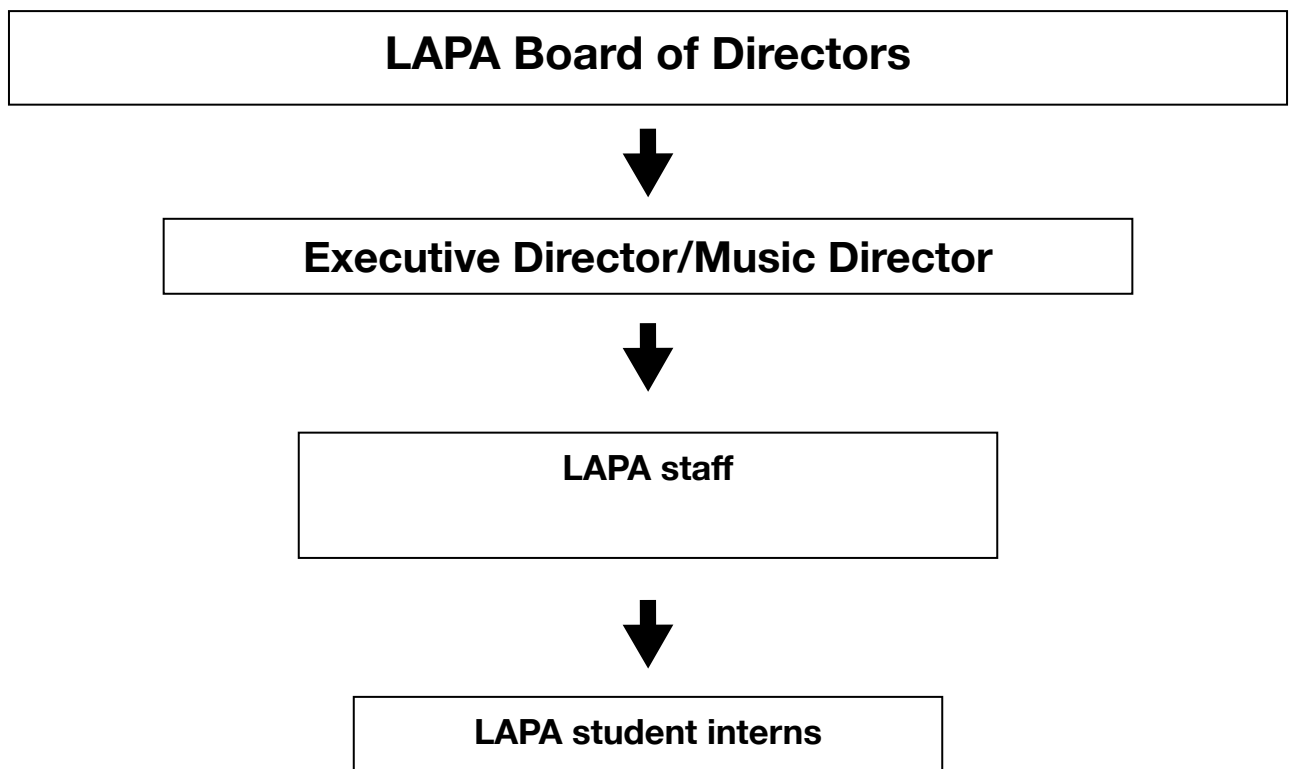 LAPA Board of Directors
Executive Director/Music Director
LAPA staff
LAPA student interns